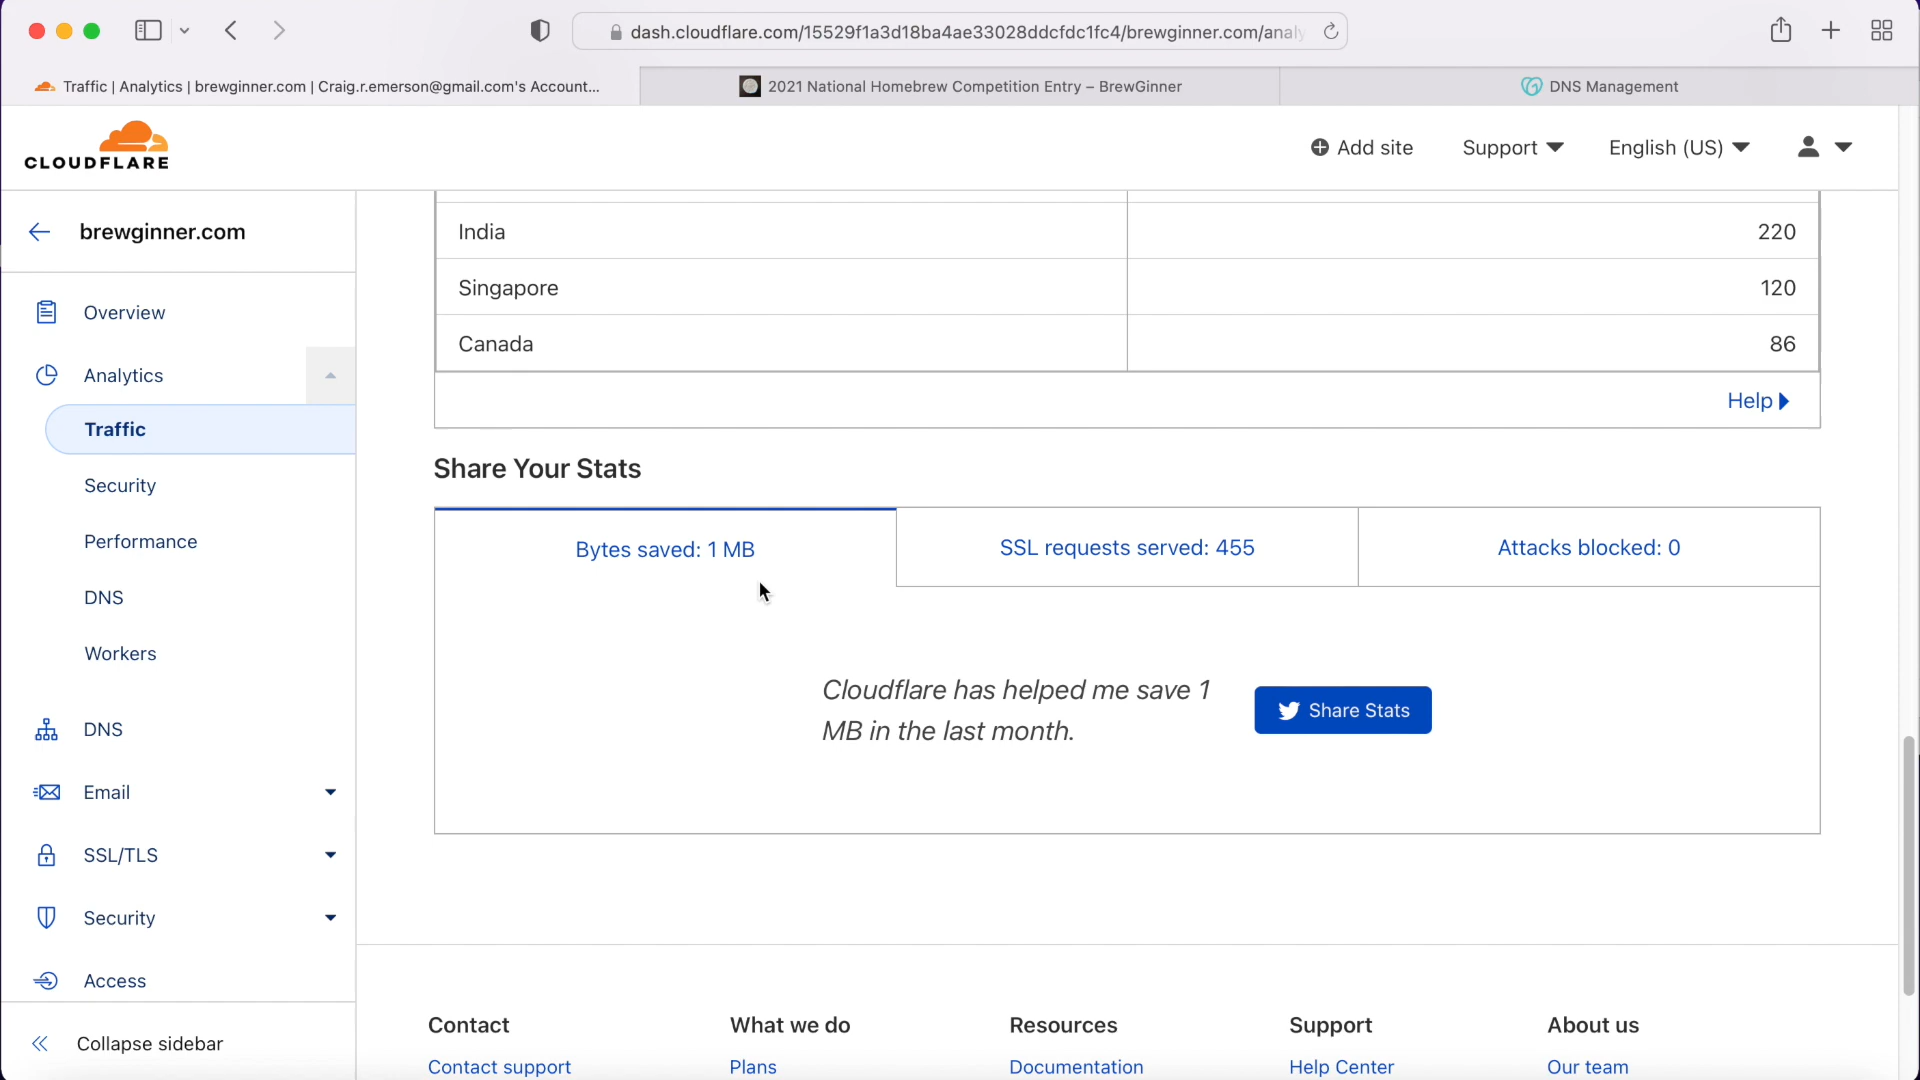 dash.cloudflare.com/15529f1a3d18ba4ae33028ddcfdc1fc4/brewginner.com/analy
Traffic | Analytics | brewginner.com | Craig.r.emerson@gmail.com's Account...
2021 National Homebrew Competition Entry – BrewGinner
DNS Management
CLOUDFLARE
Add site
Support
English (US)
brewginner.com
Overview
Analytics
Traffic
Security
Performance
DNS
Workers
DNS
Email
SSL/TLS
Security
Access
Collapse sidebar
India 220
Singapore 120
Canada 86
Help
Share Your Stats
Bytes saved: 1 MB
SSL requests served: 455
Attacks blocked: 0
Cloudflare has helped me save 1
MB in the last month.
Share Stats
Contact
What we do
Resources
Support
About us
Contact support
Plans
Documentation
Help Center
Our team